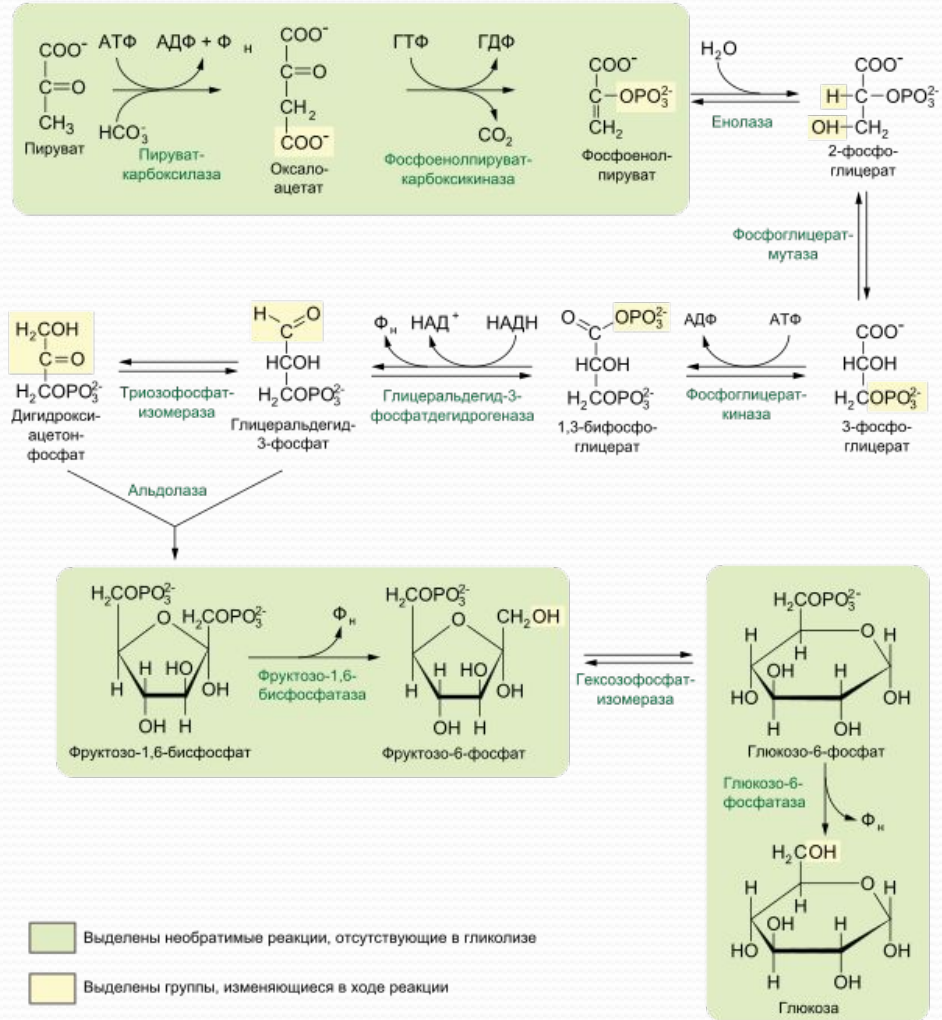 COO⁻
C=O
CH₃
Пируват
АТФ
АДФ + Ф н
HCO₃⁻
Пируват-
карбоксилаза
COO⁻
C=O
CH₂
COO⁻
Оксало-
ацетат
ГТФ
ГДФ
CO₂
Фосфоенолпируват-
карбоксикиназа
COO⁻
C–OPO₃²⁻
CH₂
Фосфоенол-
пируват
H₂O
Енолаза
COO⁻
H–C–OPO₃²⁻
OH–CH₂
2-фосфо-
глицерат
Фосфоглицерат-
мутаза
H₂COH
C=O
H₂COPO₃²⁻
Дигидрокси-
ацетон-
фосфат
Триозофосфат-
изомераза
H
C
O
HCOH
H₂COPO₃²⁻
Глицеральдегид-
3-фосфат
Фн
НАД⁺
НАДН
Глицеральдегид-3-
фосфатдегидрогеназа
O
C
OPO₃²⁻
HCOH
H₂COPO₃²⁻
1,3-бифосфо-
глицерат
АДФ
АТФ
Фосфоглицерат-
киназа
COO⁻
HCOH
H₂COPO₃²⁻
3-фосфо-
глицерат
Альдолаза
H₂COPO₃²⁻
O
H₂COPO₃²⁻
H
HO
H
OH
OH H
Фруктозо-1,6-бисфосфат
Фн
Фруктозо-1,6-
бисфосфатаза
H₂COPO₃²⁻
O
CH₂OH
H
HO
H
OH
OH H
Фруктозо-6-фосфат
Гексозофосфат-
изомераза
H₂COPO₃²⁻
H
O
H
H
OH
H
HO
OH
H
OH
Глюкозо-6-фосфат
Глюкозо-6-
фосфатаза
Фн
H₂COH
H
O
H
H
OH
H
HO
OH
H
OH
Глюкоза
Выделены необратимые реакции, отсутствующие в гликолизе
Выделены группы, изменяющиеся в ходе реакции